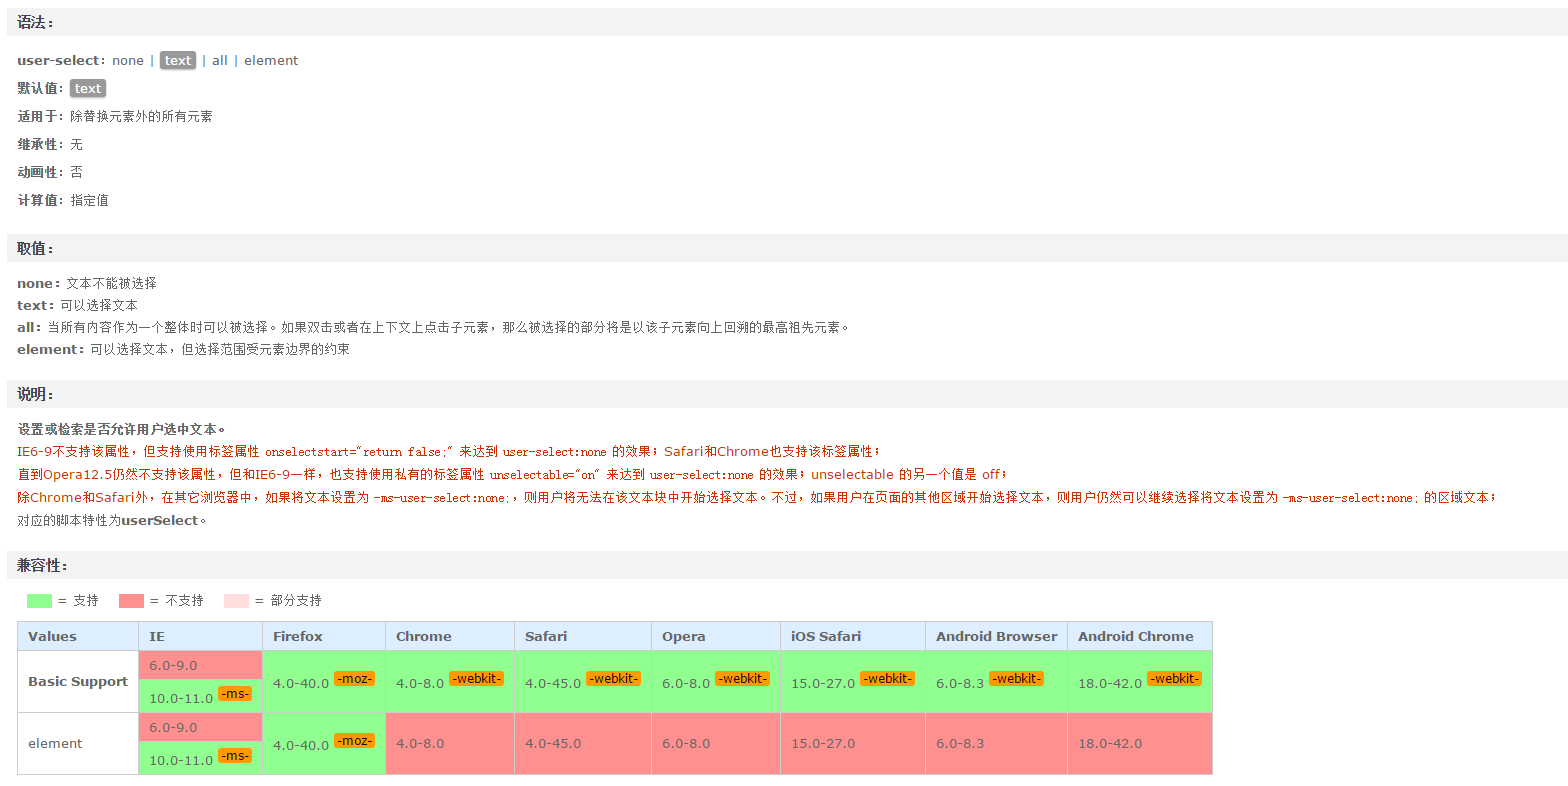 语法：
user-select：none | text | all | element
默认值：text
适用于：除替换元素外的所有元素
继承性：无
动画性：否
计算值：指定值
取值：
none：文本不能被选择
text：可以选择文本
all：当所有内容作为一个整体时可以被选择。如果双击或者在上下文上点击子元素，那么被选择的部分将是以该子元素向上回溯的最高祖先元素。
element：可以选择文本，但选择范围受元素边界的约束
说明：
设置或检索是否允许用户选中文本。
IE6-9不支持该属性，但支持使用标签属性 onselectstart="return false;" 来达到 user-select:none 的效果；Safari和Chrome也支持该标签属性；
直到Opera12.5仍然不支持该属性，但和IE6-9一样，也支持使用私有的标签属性 unselectable="on" 来达到 user-select:none 的效果；unselectable 的另一个值是 off；
除Chrome和Safari外，在其它浏览器中，如果将文本设置为 -ms-user-select:none;，则用户将无法在该文本块中开始选择文本。不过，如果用户在页面的其他区域开始选择文本，则用户仍然可以继续选择将文本设置为 -ms-user-select:none; 的区域文本；
对应的脚本特性为userSelect。
兼容性：
= 支持 = 不支持 = 部分支持
Values IE Firefox Chrome Safari Opera iOS Safari Android Browser Android Chrome
6.0-9.0
Basic Support 4.0-40.0 -moz- 4.0-8.0 -webkit- 4.0-45.0 -webkit- 6.0-8.0 -webkit- 15.0-27.0 -webkit- 6.0-8.3 -webkit- 18.0-42.0 -webkit-
10.0-11.0 -ms-
6.0-9.0
element 4.0-40.0 -moz- 4.0-8.0 4.0-45.0 6.0-8.0 15.0-27.0 6.0-8.3 18.0-42.0
10.0-11.0 -ms-